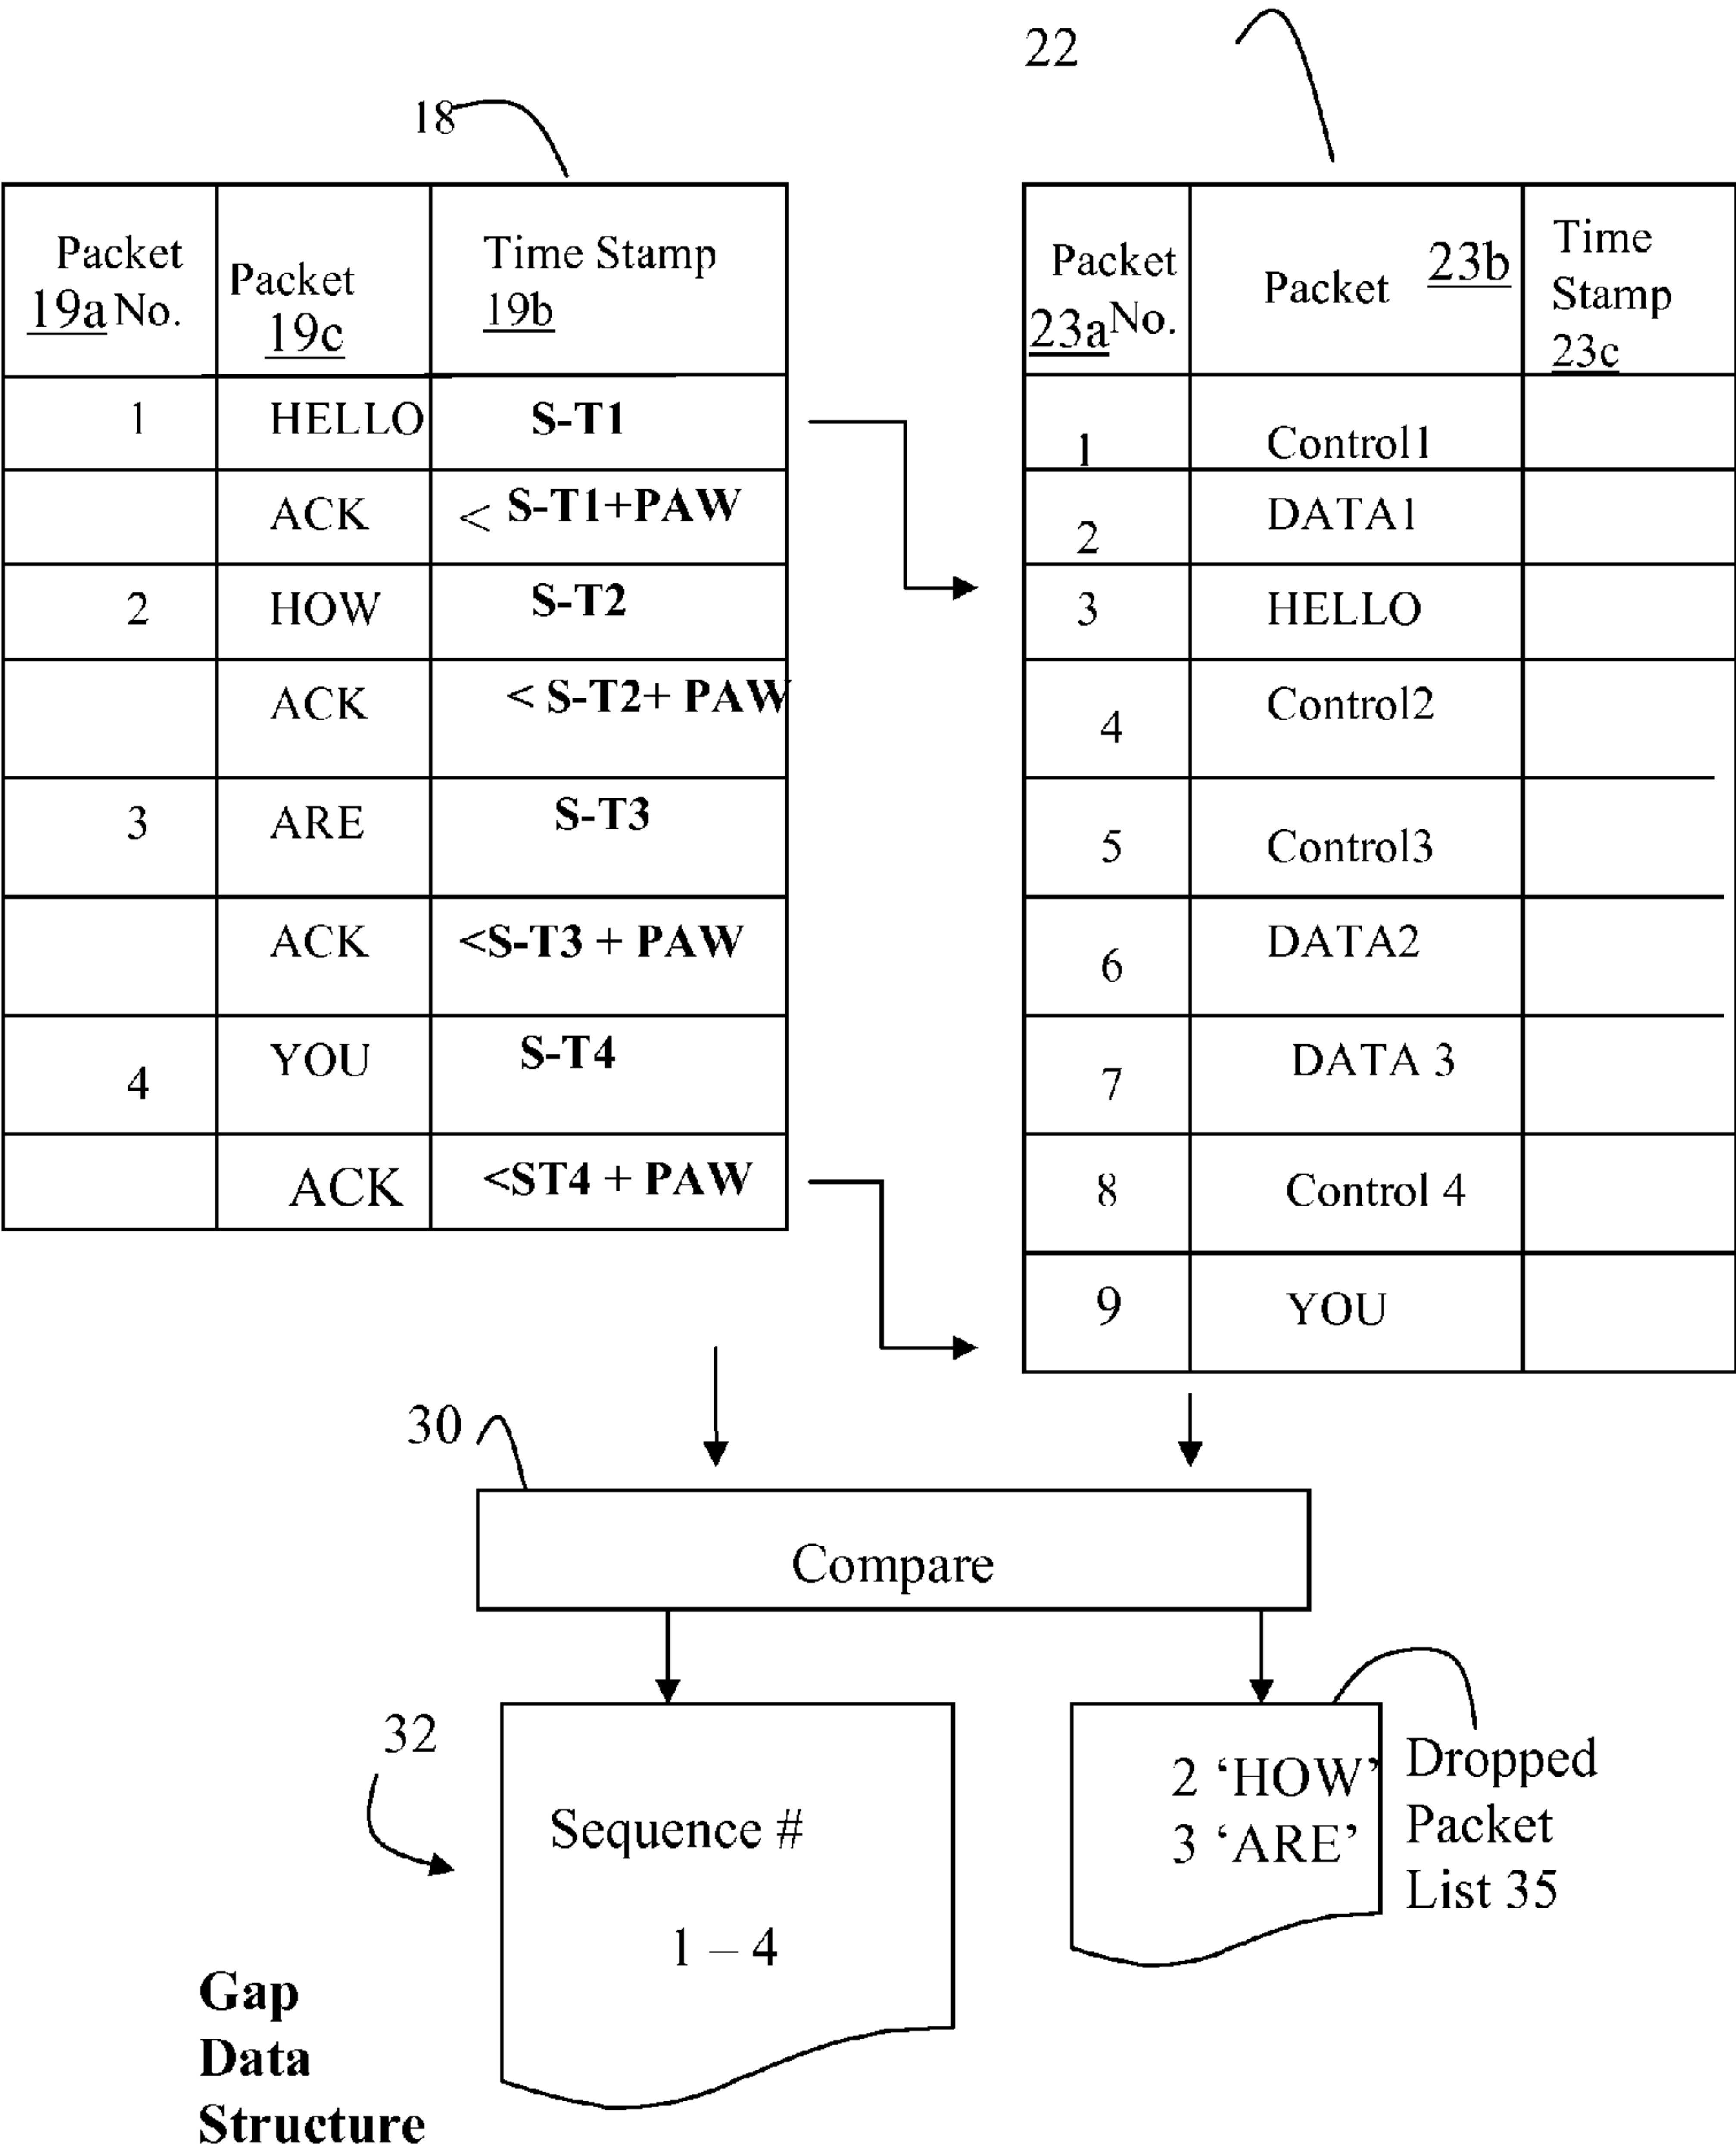 22
18
Packet
19a No.
Packet
19c
Time Stamp
19b
1 HELLO S-T1
ACK < S-T1+PAW
2 HOW S-T2
ACK < S-T2+ PAW
3 ARE S-T3
ACK <S-T3 + PAW
4 YOU S-T4
ACK <ST4 + PAW
Packet
23a No.
Packet 23b
Time
Stamp
23c
1 Control1
2 DATA1
3 HELLO
4 Control2
5 Control3
6 DATA2
7 DATA 3
8 Control 4
9 YOU
30
Compare
32
Sequence #
1 – 4
2 ‘HOW’
3 ‘ARE’
Dropped
Packet
List 35
Gap
Data
Structure